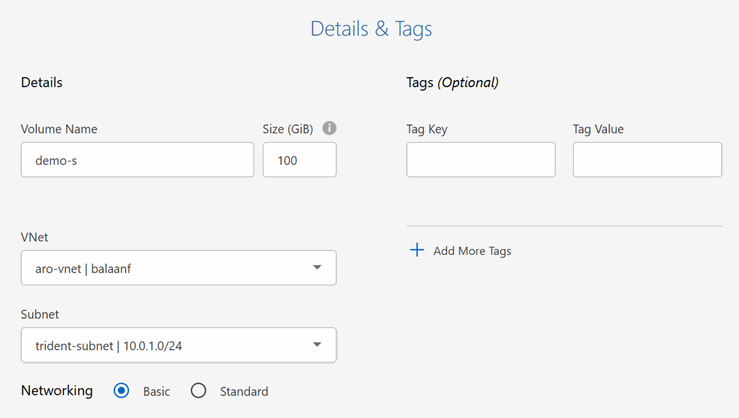 Details & Tags
Details
Volume Name
Size (GiB)
demo-s
100
VNet
aro-vnet | balaanf
Subnet
trident-subnet | 10.0.1.0/24
Networking
Basic
Standard
Tags (Optional)
Tag Key
Tag Value
Add More Tags